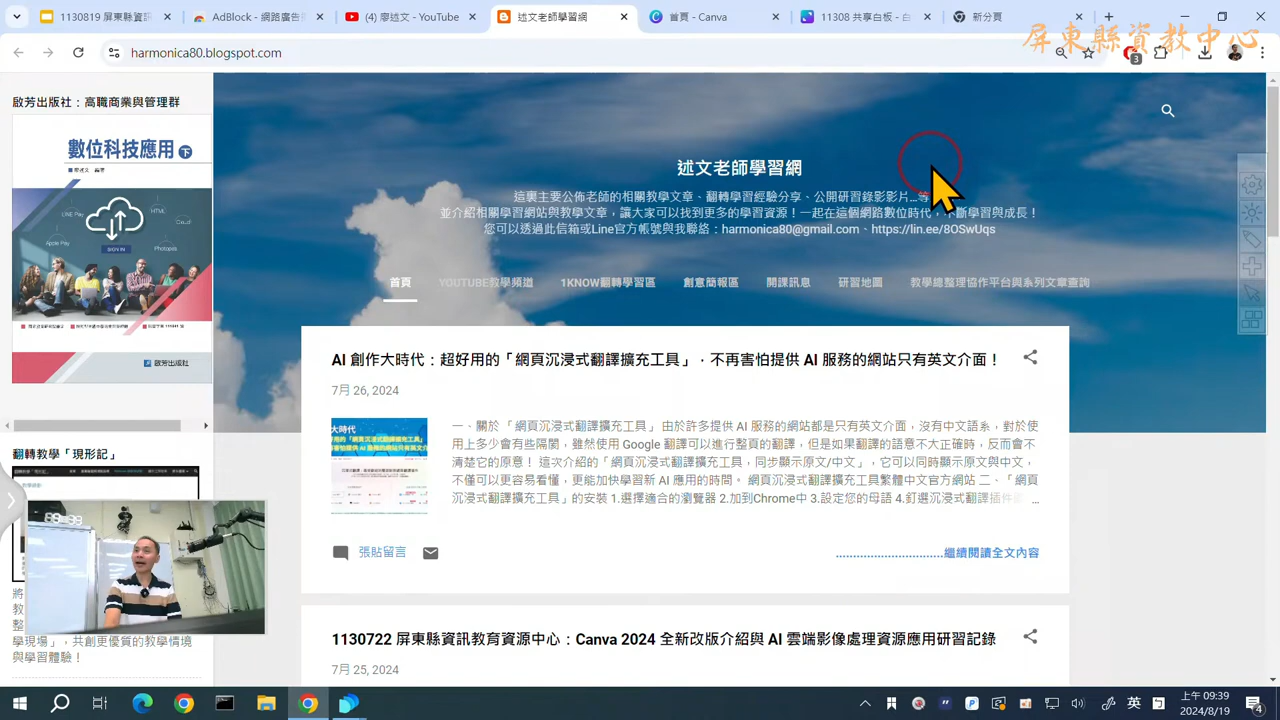 1130808 屏東縣資訊
AdBlock - 網路廣告
(4) 廖述文 - YouTube
述文老師學習網
首頁 - Canva
11308 共享白板 - 白
新分頁
屏東縣資教中心
harmonica80.blogspot.com
3
啟芳出版社：高職商業與管理群
數位科技應用 下
廖述文 編著
LINE Pay
HTML
Apple Pay
SIGN IN
Photopea
啟芳出版社
翻轉教學「現形記」
學現場」，共創更優質的教學情境
與學習體驗！
述文老師學習網
這裏主要公佈老師的相關教學文章、翻轉學習經驗分享、公開研習錄影影片...等
並介紹相關學習網站與教學文章，讓大家可以找到更多的學習資源！一起在這個網路數位時代，不斷學習與成長！
您可以透過此信箱或Line官方帳號與我聯絡：harmonica80@gmail.com、https://lin.ee/8OSwUqs
首頁
YOUTUBE教學頻道
1KNOW翻轉學習區
創意簡報區
開課訊息
研習地圖
教學總整理協作平台與系列文章查詢
AI 創作大時代：超好用的「網頁沉浸式翻譯擴充工具」，不再害怕提供 AI 服務的網站只有英文介面！
7月 26, 2024
一、關於「網頁沉浸式翻譯擴充工具」 由於許多提供 AI 服務的網站都是只有英文介面，沒有中文語系，對於使
用上多少會有些隔閡，雖然使用 Google 翻譯可以進行整頁的翻譯，但是如果翻譯的語意不大正確時，反而會不
清楚它的原意！ 這次介紹的「網頁沉浸式翻譯擴充工具，同步顯示原文/中文」，它可以同時顯示原文與中文，
不僅可以更容易看懂，更能加快學習新 AI 應用的時間。 網頁沉浸式翻譯擴充工具繁體中文官方網站 二、「網頁
沉浸式翻譯擴充工具」的安裝 1.選擇適合的瀏覽器 2.加到Chrome中 3.設定您的母語 4.釘選沉浸式翻譯插件
張貼留言
..............................繼續閱讀全文內容
1130722 屏東縣資訊教育資源中心：Canva 2024 全新改版介紹與 AI 雲端影像處理資源應用研習記錄
7月 25, 2024
英
上午 09:39
2024/8/19
4